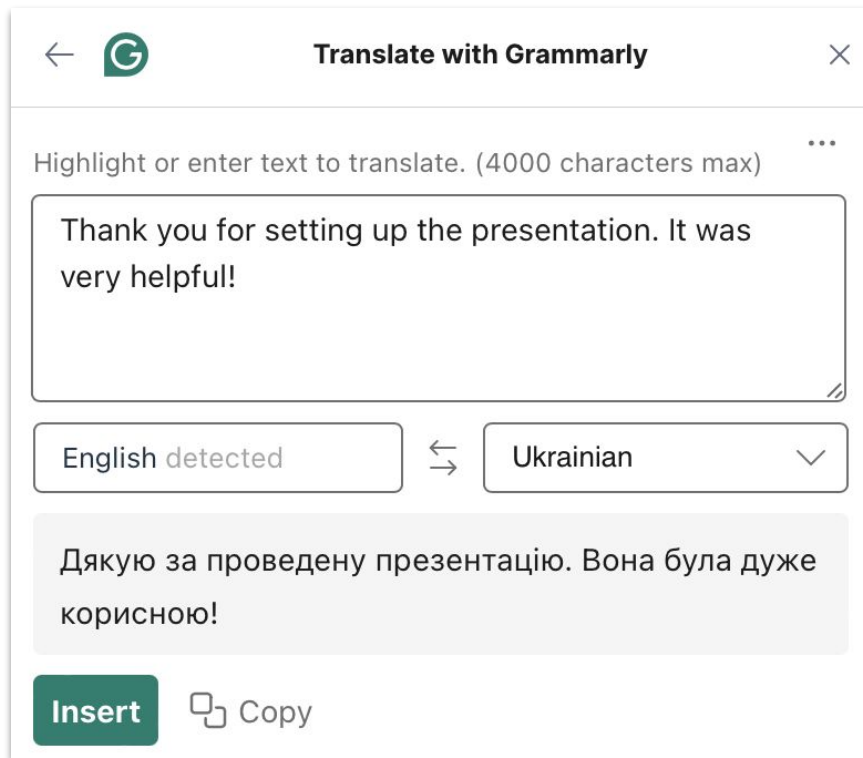 Translate with Grammarly
Highlight or enter text to translate. (4000 characters max)
Thank you for setting up the presentation. It was
very helpful!
English detected
Ukrainian
Дякую за проведену презентацію. Вона була дуже
корисною!
Insert
Copy